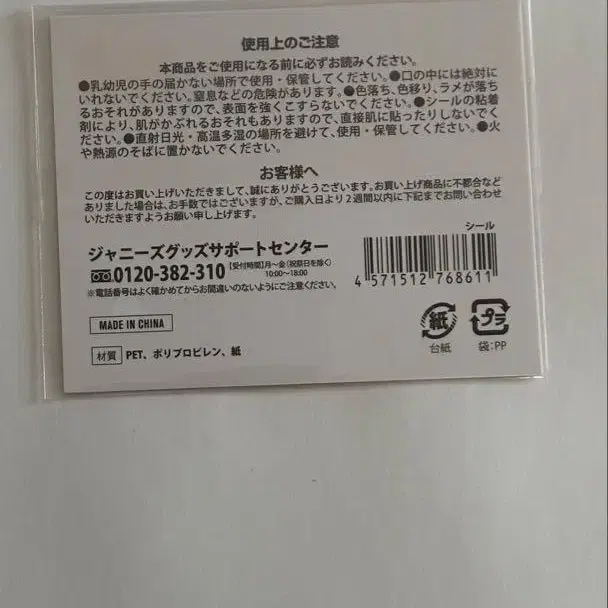 使用上のご注意
本商品をご使用になる前に必ずお読みください。
●乳幼児の手の届かない場所で使用・保管してください。●口の中には絶対に
いれないでください。窒息などの危険があります。●色落ち、色移り、ラメが落ち
るおそれがありますので、表面を強くこすらないでください。●シールの粘着
剤により、肌がかぶれるおそれもありますので、直接肌に貼ったりしないでく
ださい。●直射日光・高温多湿の場所を避けて、使用・保管してください。●火
や熱源のそばに置かないでください。
お客様へ
この度はお買い上げいただきまして、誠にありがとうございます。お買い上げ商品に不都合など
ありました場合は、お手数ではございますが、ご購入日より2週間以内に下記までお問い合わせ
いただきますようお願い申し上げます。
ジャニーズグッズサポートセンター
0120-382-310 【受付時間】月～金(祝祭日を除く)
10:00～18:00
※電話番号はよく確かめてからお間違いのないようにご注意ください。
シール
4 571512 768611
MADE IN CHINA
材質 PET、ポリプロピレン、紙
紙
台紙
プラ
袋:PP